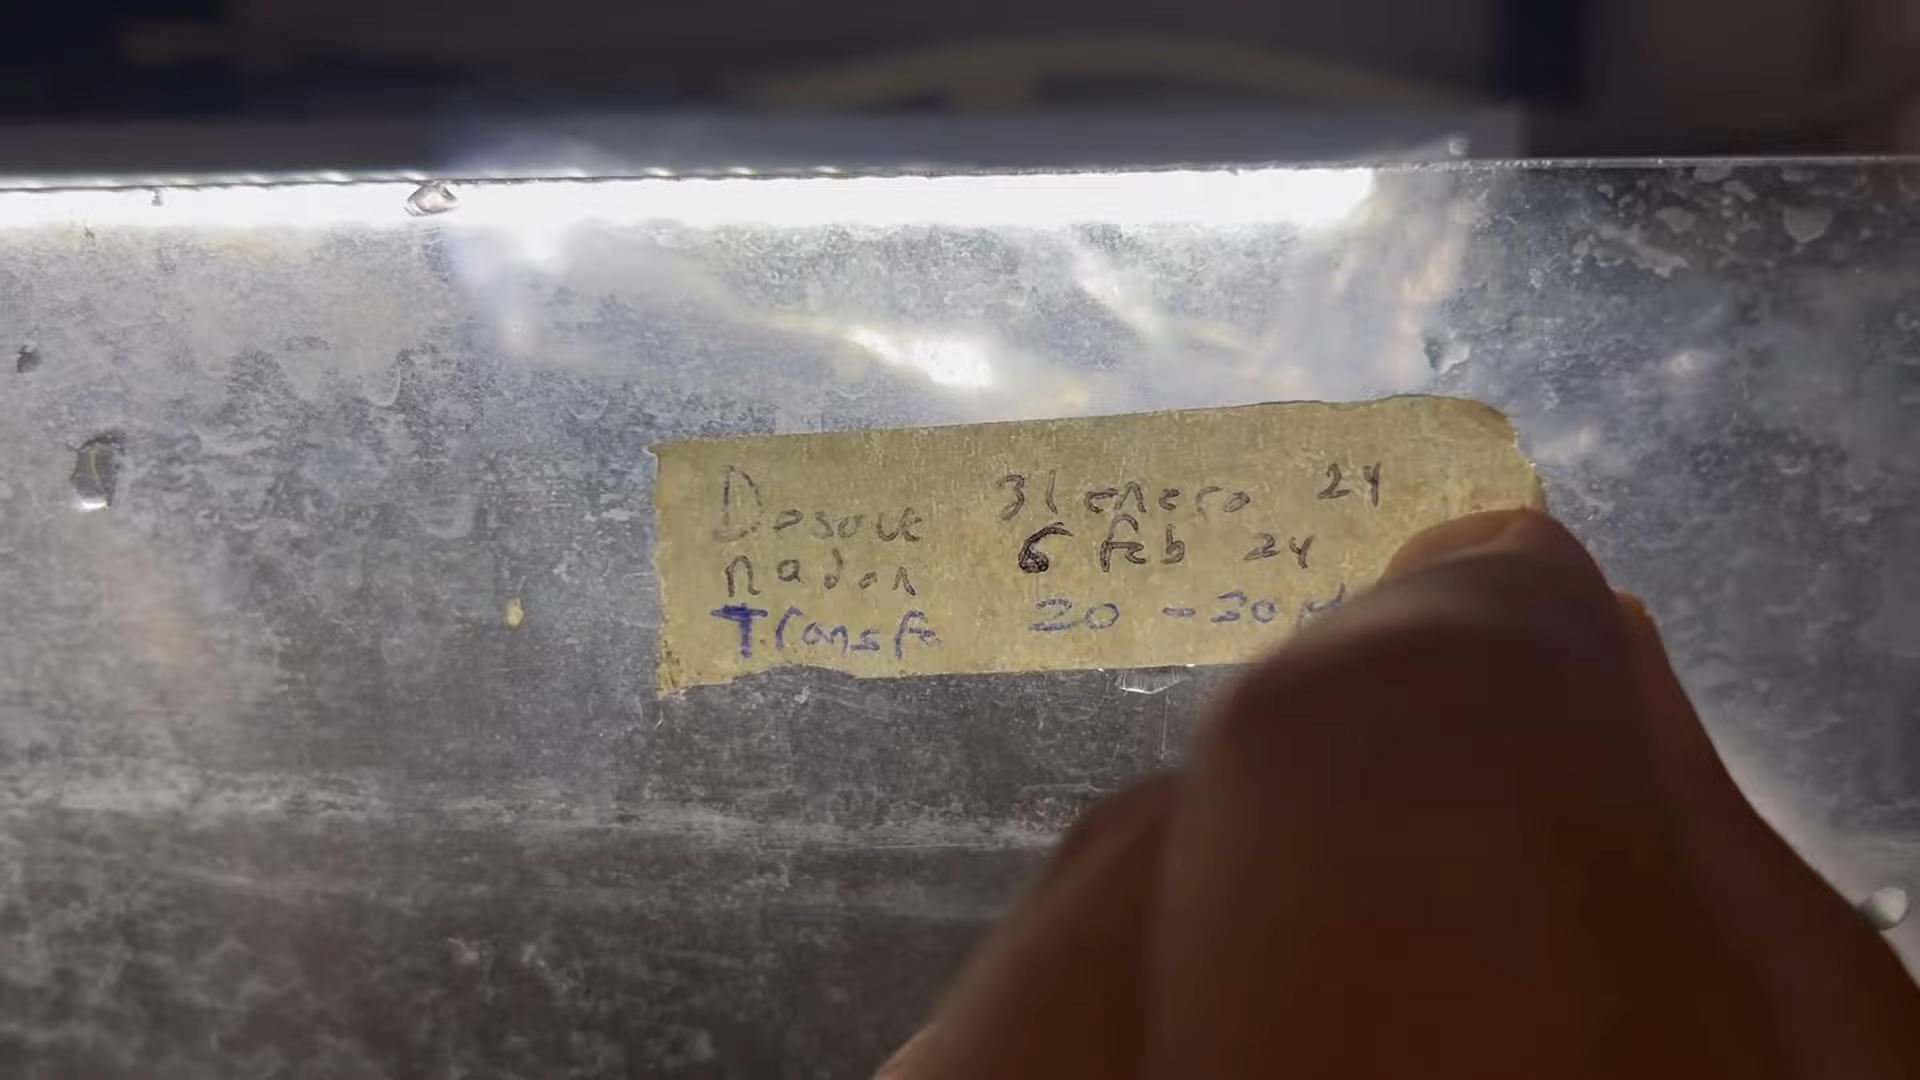 Desove 31 enero 24
nadan 6 feb 24
Transf 20 - 30